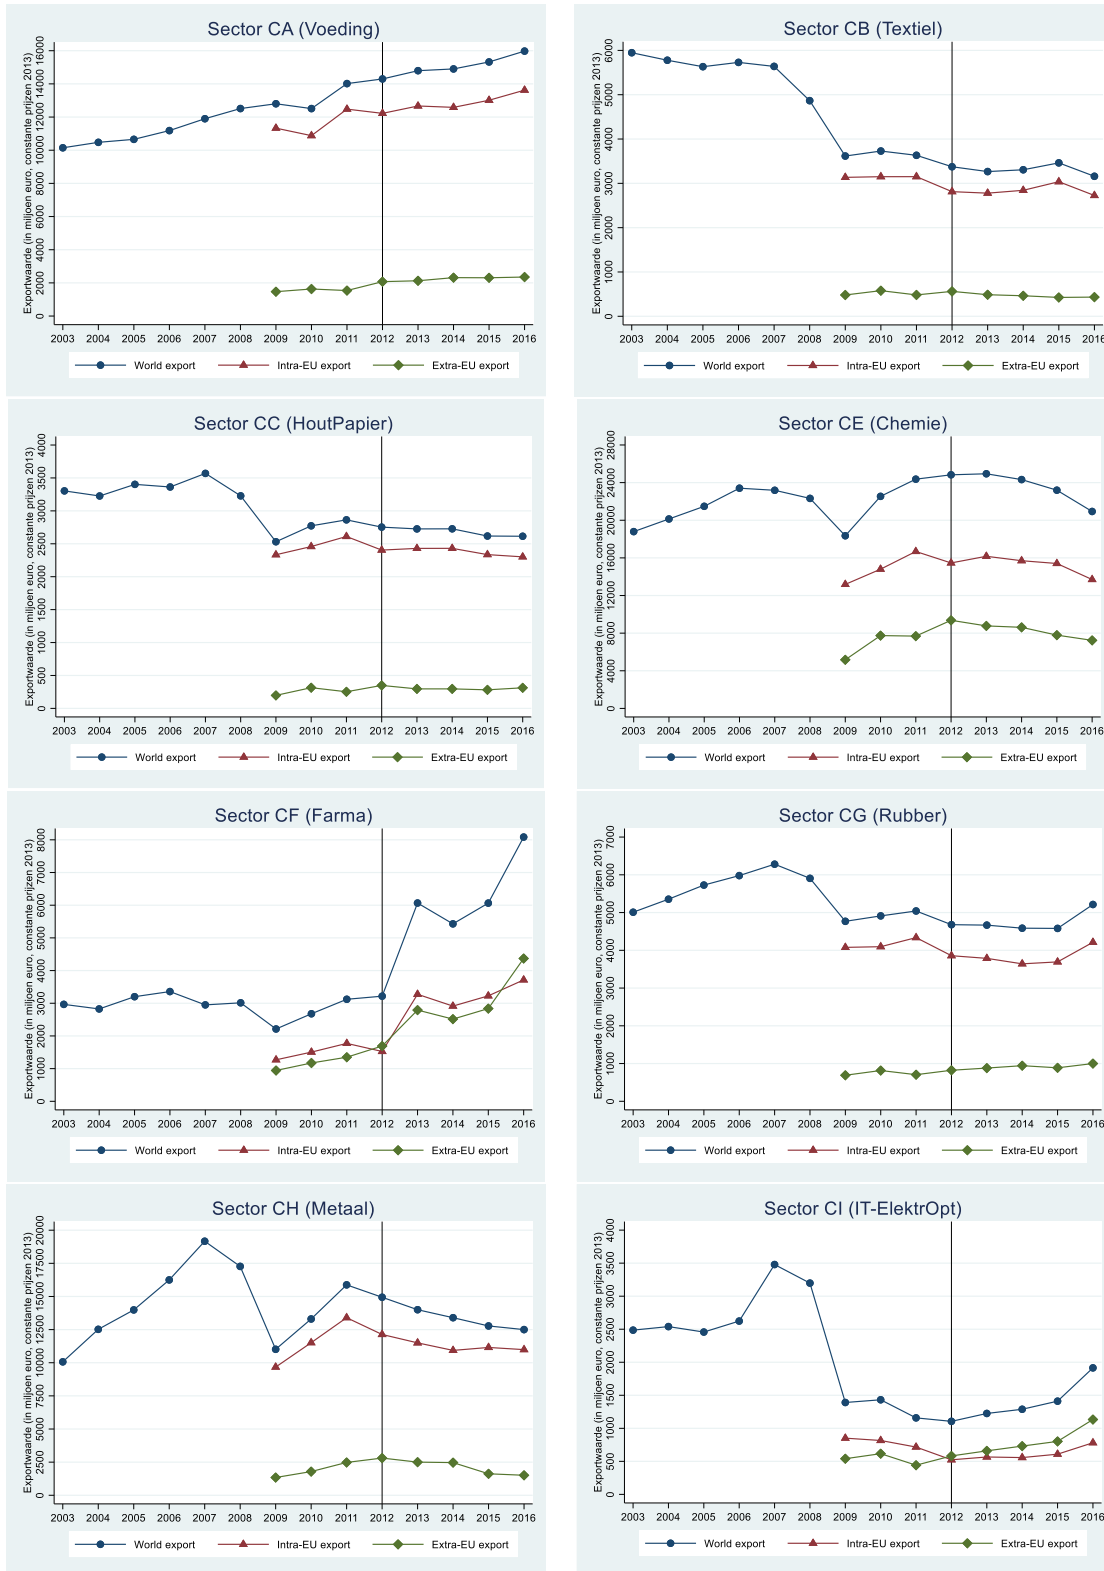 Sector CA (Voeding)
Exportwaarde (in miljoen euro, constante prijzen 2013)
16000
14000
12000
10000
8000
6000
4000
2000
0
2003 2004 2005 2006 2007 2008 2009 2010 2011 2012 2013 2014 2015 2016
World export Intra-EU export Extra-EU export
Sector CB (Textiel)
Exportwaarde (in miljoen euro, constante prijzen 2013)
6000
5000
4000
3000
2000
1000
0
2003 2004 2005 2006 2007 2008 2009 2010 2011 2012 2013 2014 2015 2016
World export Intra-EU export Extra-EU export
Sector CC (HoutPapier)
Exportwaarde (in miljoen euro, constante prijzen 2013)
4000
3500
3000
2500
2000
1500
1000
500
0
2003 2004 2005 2006 2007 2008 2009 2010 2011 2012 2013 2014 2015 2016
World export Intra-EU export Extra-EU export
Sector CE (Chemie)
Exportwaarde (in miljoen euro, constante prijzen 2013)
28000
24000
20000
16000
12000
8000
4000
0
2003 2004 2005 2006 2007 2008 2009 2010 2011 2012 2013 2014 2015 2016
World export Intra-EU export Extra-EU export
Sector CF (Farma)
Exportwaarde (in miljoen euro, constante prijzen 2013)
8000
7000
6000
5000
4000
3000
2000
1000
0
2003 2004 2005 2006 2007 2008 2009 2010 2011 2012 2013 2014 2015 2016
World export Intra-EU export Extra-EU export
Sector CG (Rubber)
Exportwaarde (in miljoen euro, constante prijzen 2013)
7000
6000
5000
4000
3000
2000
1000
0
2003 2004 2005 2006 2007 2008 2009 2010 2011 2012 2013 2014 2015 2016
World export Intra-EU export Extra-EU export
Sector CH (Metaal)
Exportwaarde (in miljoen euro, constante prijzen 2013)
20000
17500
15000
12500
10000
7500
5000
2500
0
2003 2004 2005 2006 2007 2008 2009 2010 2011 2012 2013 2014 2015 2016
World export Intra-EU export Extra-EU export
Sector CI (IT-ElektrOpt)
Exportwaarde (in miljoen euro, constante prijzen 2013)
4000
3500
3000
2500
2000
1500
1000
500
0
2003 2004 2005 2006 2007 2008 2009 2010 2011 2012 2013 2014 2015 2016
World export Intra-EU export Extra-EU export